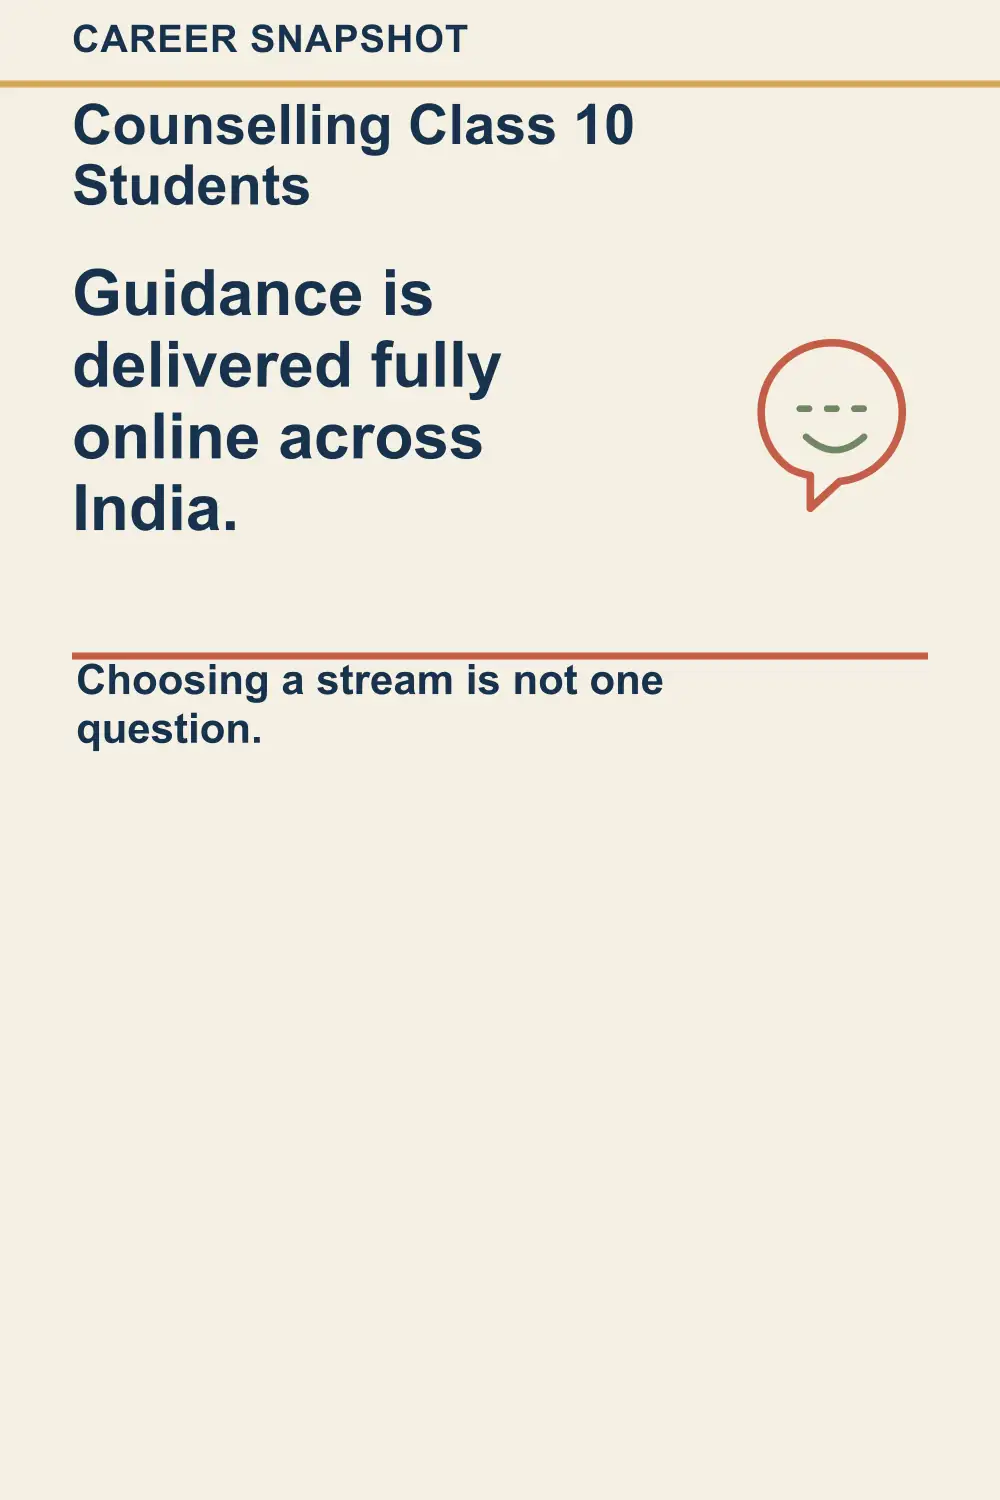 CAREER SNAPSHOT
Counselling Class 10
Students
Guidance is
delivered fully
online across
India.
Choosing a stream is not one
question.